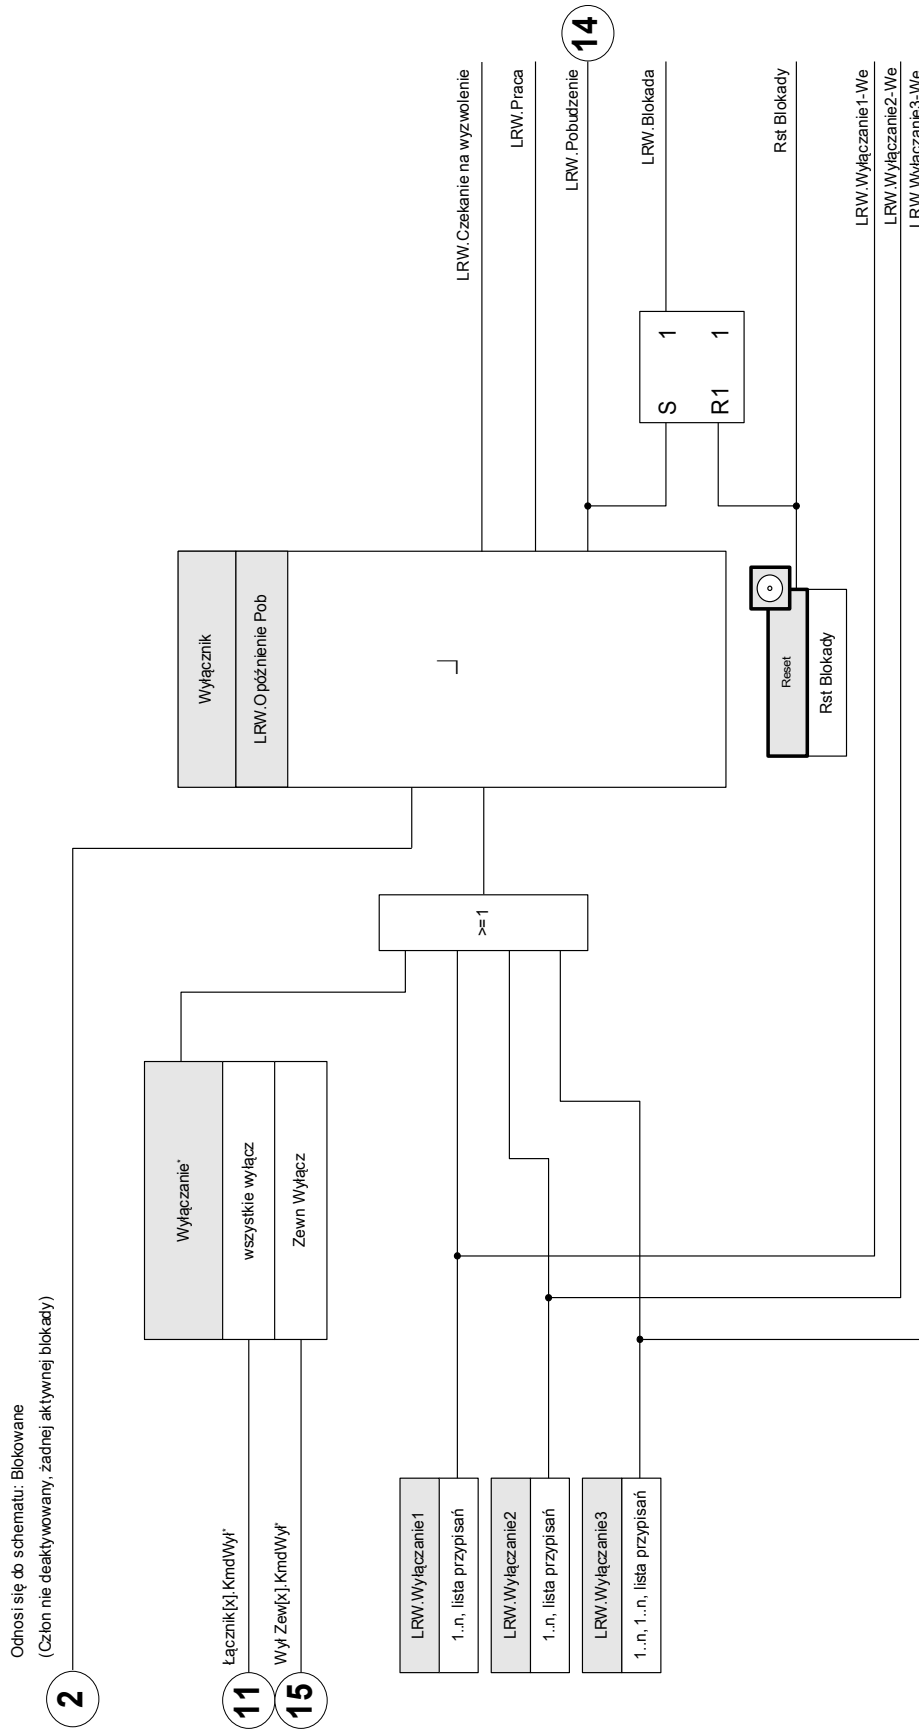 Odnosi się do schematu: Blokowane
(Człon nie deaktywowany, żadnej aktywnej blokady)
2
Łącznik[x].KmdWył*
11
Wył Zew[x].KmdWył*
15
Wyłączanie*
wszystkie wyłącz
Zewn Wyłącz
LRW.Wyłączanie1
1..n, lista przypisań
LRW.Wyłączanie2
1..n, lista przypisań
LRW.Wyłączanie3
1..n, 1..n, lista przypisań
>=1
Wyłącznik
LRW.Opóźnienie Pob
Reset
Rst Blokady
S 1
R1 1
LRW.Czekanie na wyzwolenie
LRW.Praca
LRW.Pobudzenie
14
LRW.Blokada
Rst Blokady
LRW.Wyłączanie1-We
LRW.Wyłączanie2-We
LRW.Wyłączanie3-We